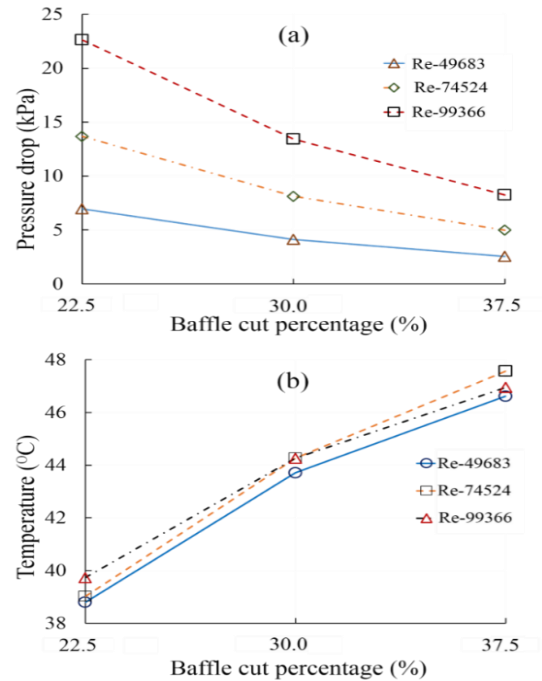 (a)
25
20
15
10
5
0
Pressure drop (kPa)
Re-49683
Re-74524
Re-99366
22.5
30.0
37.5
Baffle cut percentage (%)
(b)
48
46
44
42
40
38
Temperature (⁰C)
Re-49683
Re-74524
Re-99366
22.5
30.0
37.5
Baffle cut percentage (%)